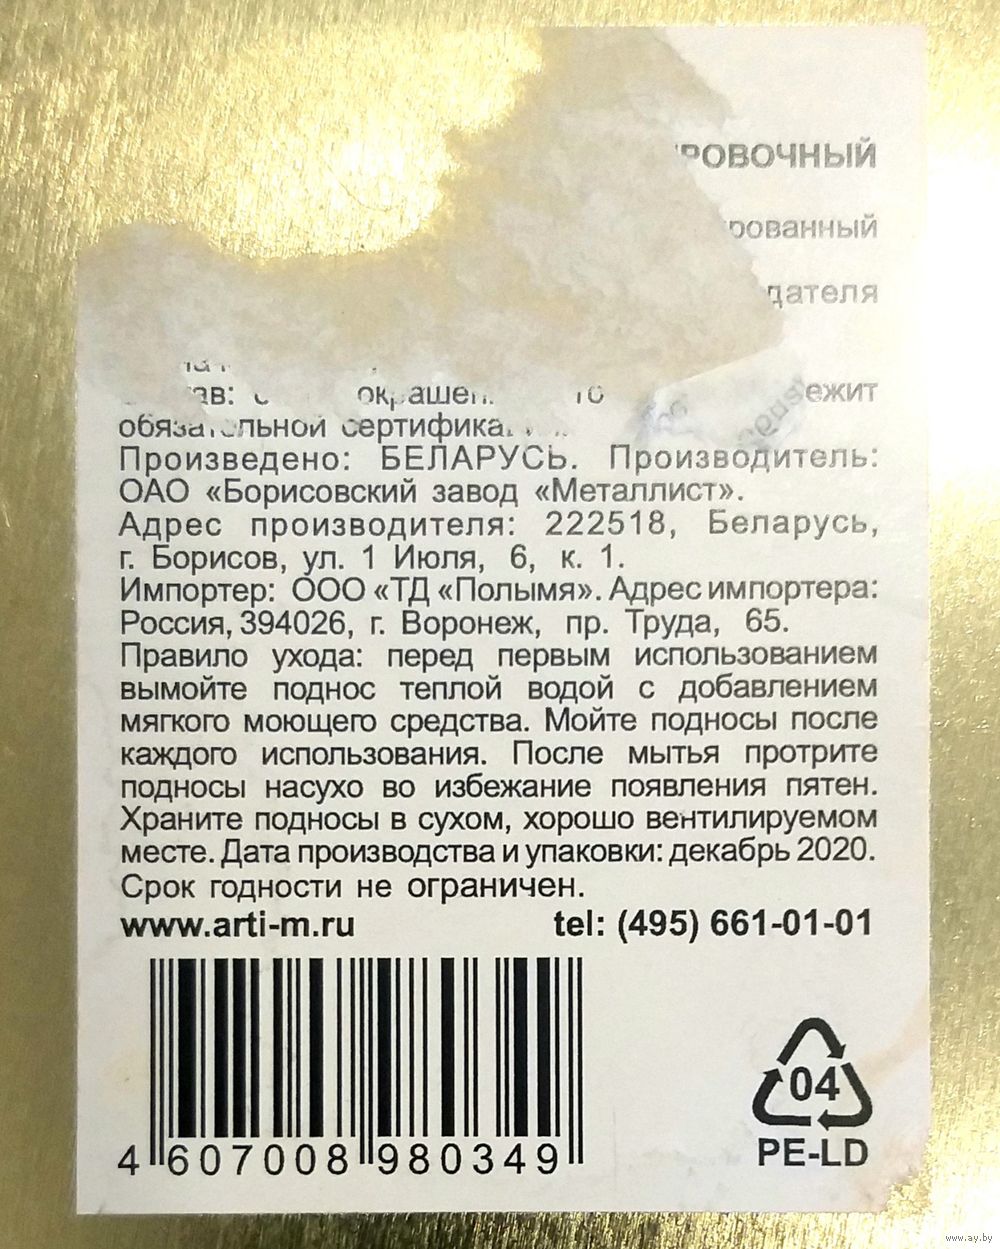 обязательной
Произведено: БЕЛАРУСЬ. Производитель:
ОАО «Борисовский завод «Металлист».
Адрес производителя: 222518, Беларусь,
г. Борисов, ул. 1 Июля, 6, к. 1.
Импортер: ООО «ТД «Полымя». Адрес импортера:
Россия, 394026, г. Воронеж, пр. Труда, 65.
Правило ухода: перед первым использованием
вымойте поднос теплой водой с добавлением
мягкого моющего средства. Мойте подносы после
каждого использования. После мытья протрите
подносы насухо во избежание появления пятен.
Храните подносы в сухом, хорошо вентилируемом
месте. Дата производства и упаковки: декабрь 2020.
Срок годности не ограничен.
www.arti-m.ru tel: (495) 661-01-01
4 607008 980349
04
PE-LD
www.ay.by